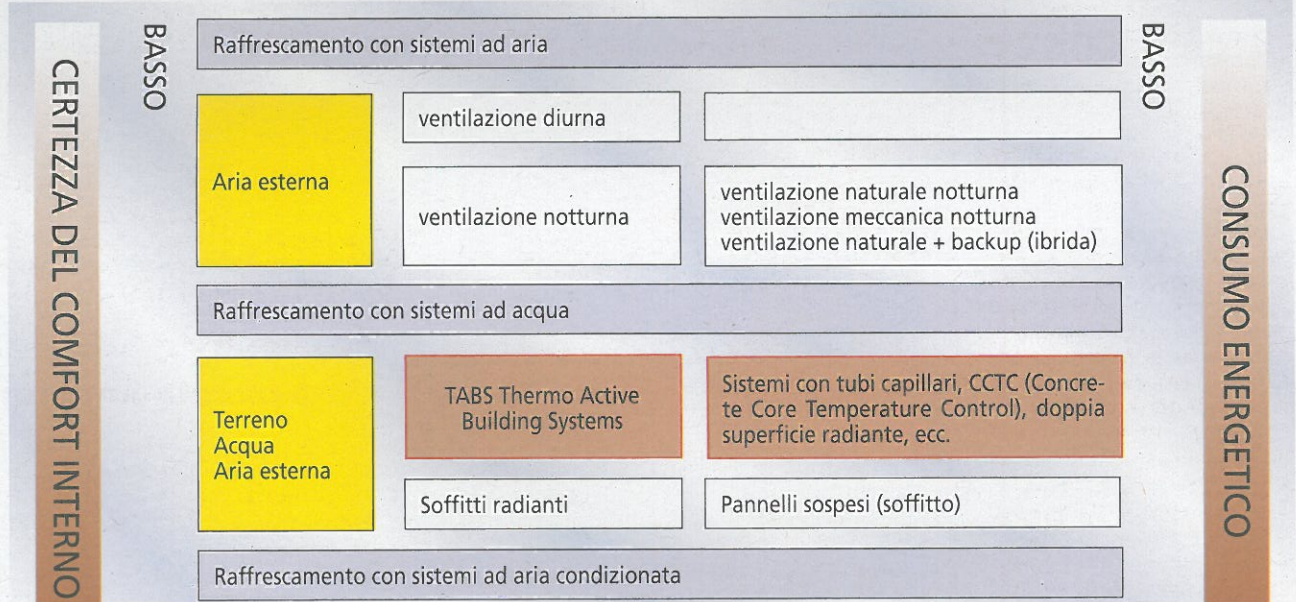 CERTEZZA DEL COMFORT INTERNO
BASSO
Raffrescamento con sistemi ad aria
BASSO
CONSUMO ENERGETICO
Aria esterna
ventilazione diurna
ventilazione notturna
ventilazione naturale notturna
ventilazione meccanica notturna
ventilazione naturale + backup (ibrida)
Raffrescamento con sistemi ad acqua
Terreno
Acqua
Aria esterna
TABS Thermo Active
Building Systems
Sistemi con tubi capillari, CCTC (Concre-
te Core Temperature Control), doppia
superficie radiante, ecc.
Soffitti radianti
Pannelli sospesi (soffitto)
Raffrescamento con sistemi ad aria condizionata